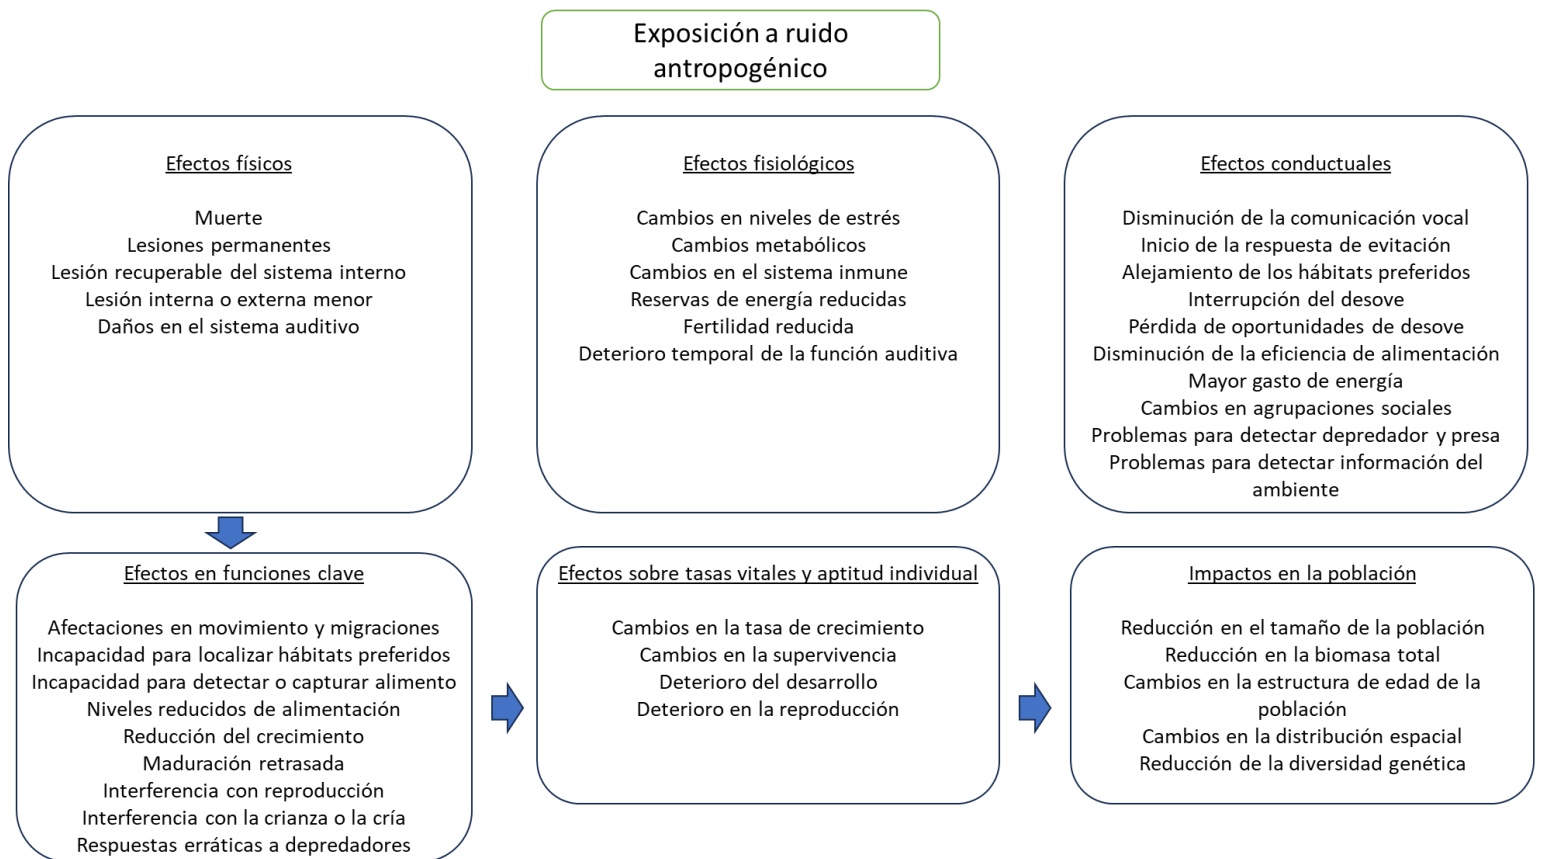 Exposición a ruido
antropogénico
Efectos físicos
Muerte
Lesiones permanentes
Lesión recuperable del sistema interno
Lesión interna o externa menor
Daños en el sistema auditivo
Efectos fisiológicos
Cambios en niveles de estrés
Cambios metabólicos
Cambios en el sistema inmune
Reservas de energía reducidas
Fertilidad reducida
Deterioro temporal de la función auditiva
Efectos conductuales
Disminución de la comunicación vocal
Inicio de la respuesta de evitación
Alejamiento de los hábitats preferidos
Interrupción del desove
Pérdida de oportunidades de desove
Disminución de la eficiencia de alimentación
Mayor gasto de energía
Cambios en agrupaciones sociales
Problemas para detectar depredador y presa
Problemas para detectar información del
ambiente
Efectos en funciones clave
Afectaciones en movimiento y migraciones
Incapacidad para localizar hábitats preferidos
Incapacidad para detectar o capturar alimento
Niveles reducidos de alimentación
Reducción del crecimiento
Maduración retrasada
Interferencia con reproducción
Interferencia con la crianza o la cría
Respuestas erráticas a depredadores
Efectos sobre tasas vitales y aptitud individual
Cambios en la tasa de crecimiento
Cambios en la supervivencia
Deterioro del desarrollo
Deterioro en la reproducción
Impactos en la población
Reducción en el tamaño de la población
Reducción en la biomasa total
Cambios en la estructura de edad de la
población
Cambios en la distribución espacial
Reducción de la diversidad genética